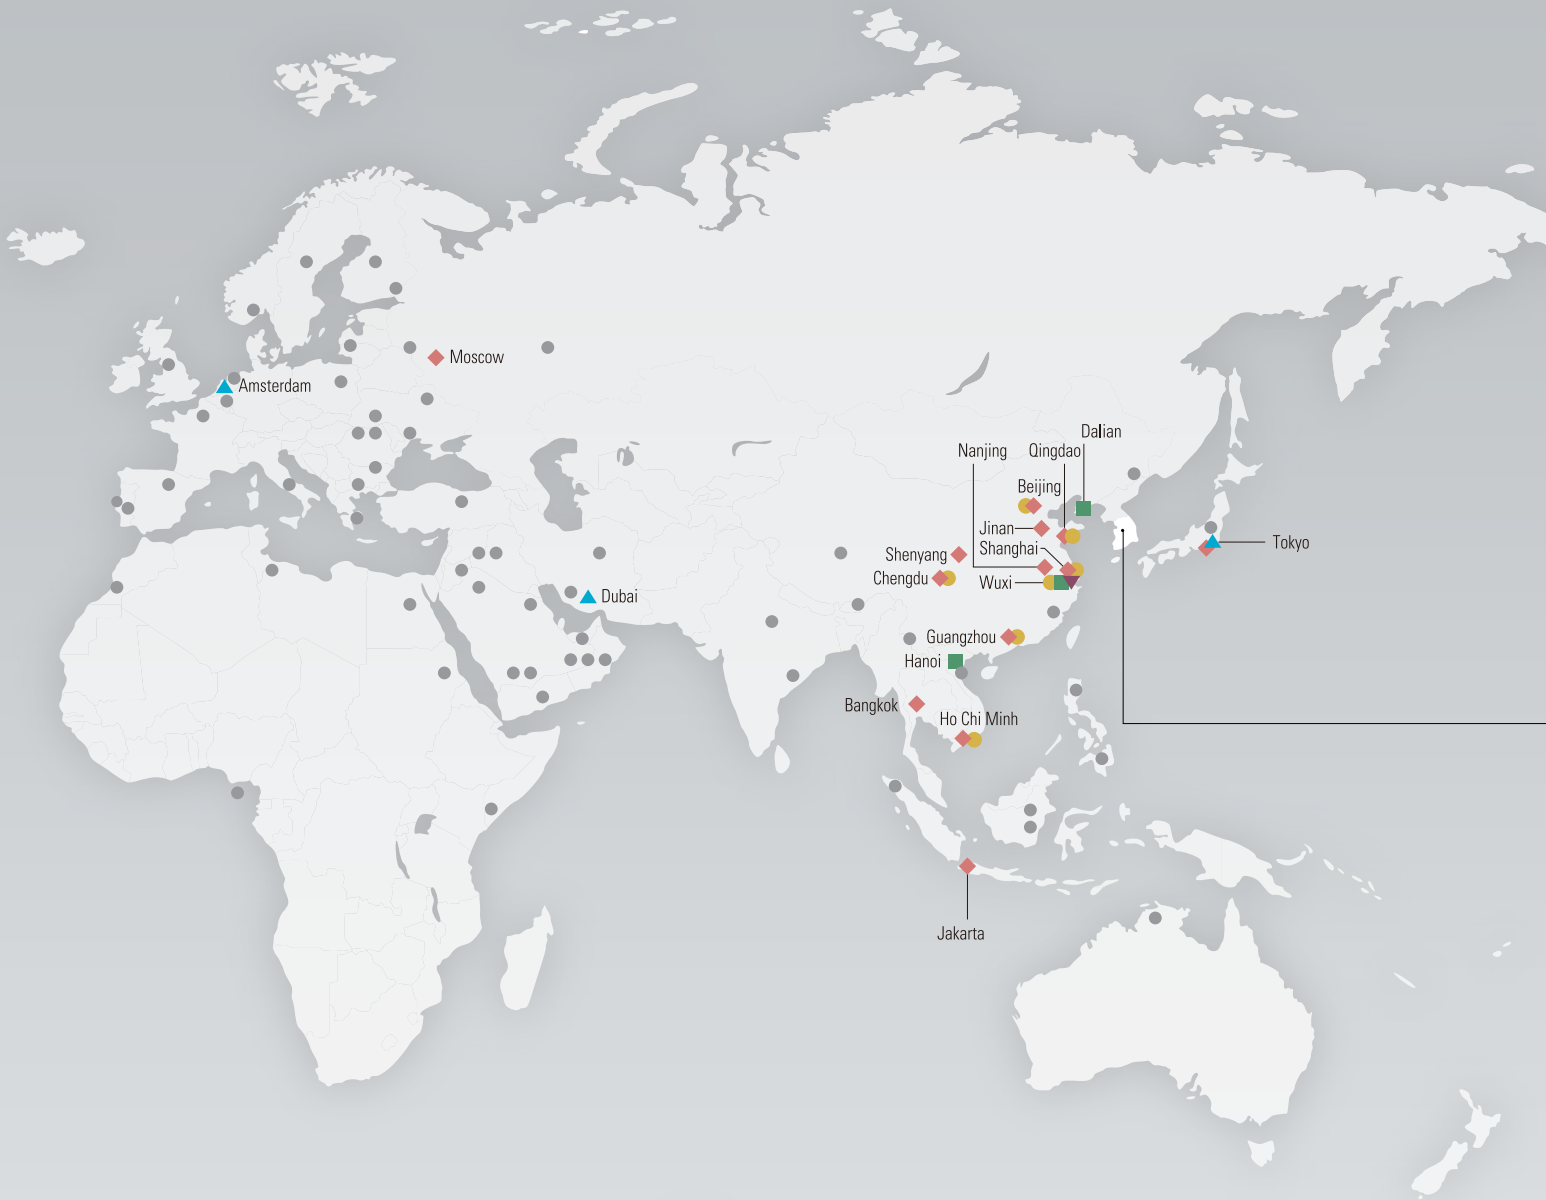 Moscow
Amsterdam
Dalian
Nanjing
Qingdao
Beijing
Jinan
Tokyo
Shanghai
Shenyang
Chengdu
Wuxi
Dubai
Guangzhou
Hanoi
Bangkok
Ho Chi Minh
Jakarta